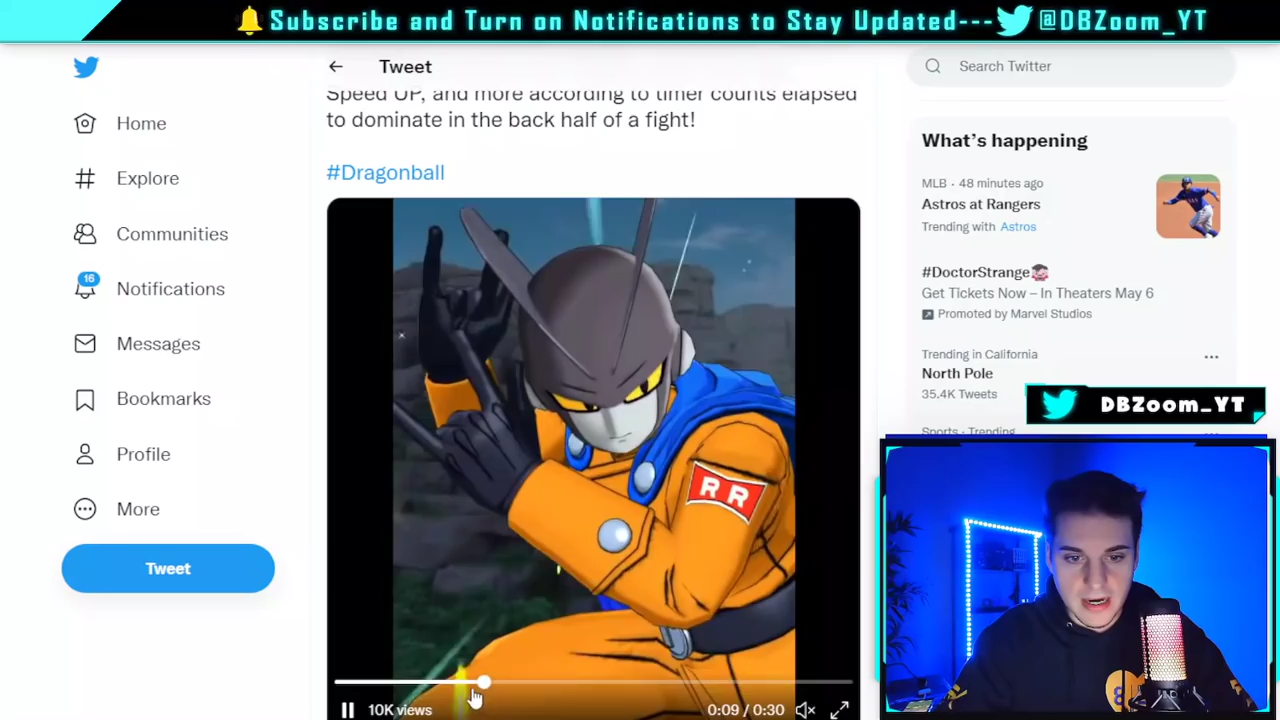 Subscribe and Turn on Notifications to Stay Updated---
@DBZoom_YT
Tweet
Search Twitter
Speed UP, and more according to timer counts elapsed
to dominate in the back half of a fight!
#Dragonball
Home
Explore
Communities
16
Notifications
Messages
Bookmarks
Profile
More
Tweet
RR
10K views
0:09 / 0:30
What's happening
MLB · 48 minutes ago
Astros at Rangers
Trending with Astros
#DoctorStrange
Get Tickets Now – In Theaters May 6
Promoted by Marvel Studios
Trending in California
North Pole
35.4K Tweets
Sports · Trending
DBZoom_YT